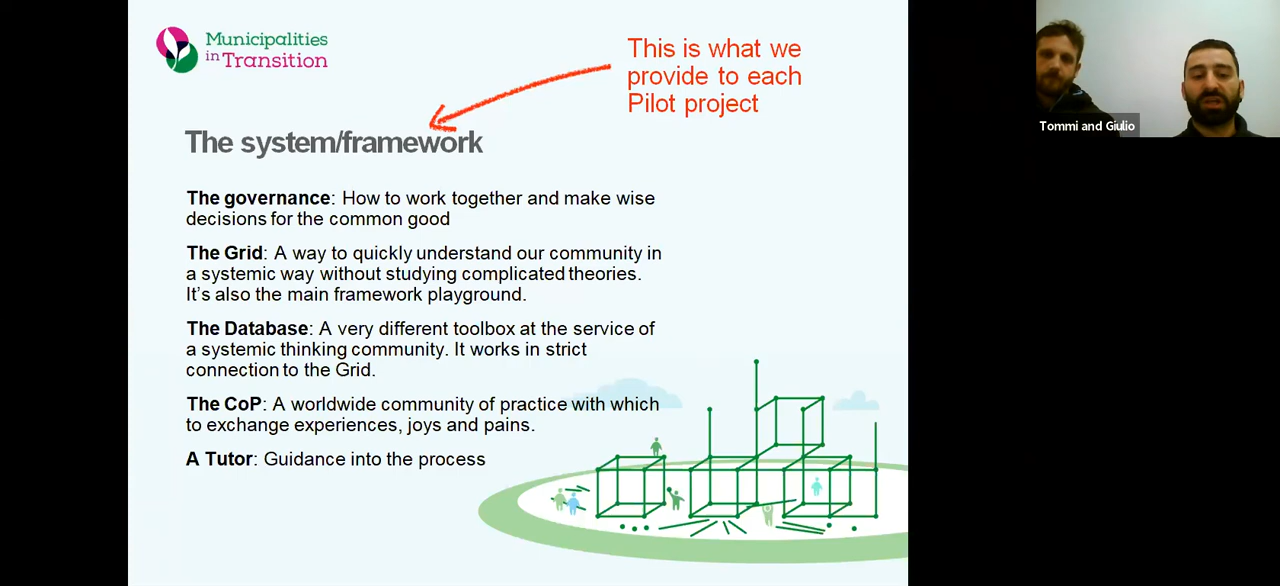 Municipalities
in Transition
This is what we
provide to each
Pilot project
The system/framework
The governance: How to work together and make wise
decisions for the common good
The Grid: A way to quickly understand our community in
a systemic way without studying complicated theories.
It's also the main framework playground.
The Database: A very different toolbox at the service of
a systemic thinking community. It works in strict
connection to the Grid.
The CoP: A worldwide community of practice with which
to exchange experiences, joys and pains.
A Tutor: Guidance into the process
Tommi and Giulio